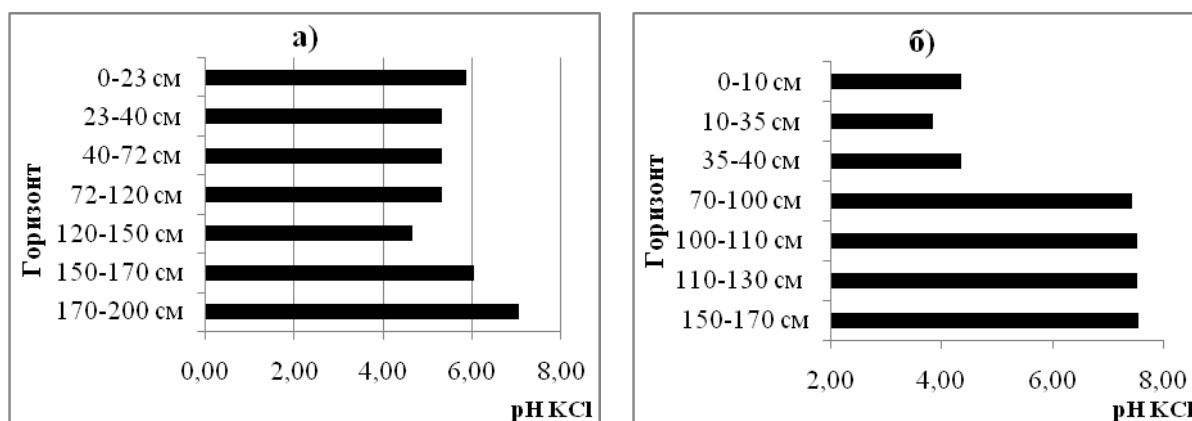 а)
Горизонт
0-23 см
23-40 см
40-72 см
72-120 см
120-150 см
150-170 см
170-200 см
0,00 2,00 4,00 6,00 8,00
pH KCl
б)
Горизонт
0-10 см
10-35 см
35-40 см
70-100 см
100-110 см
110-130 см
150-170 см
2,00 4,00 6,00 8,00
pH KCl